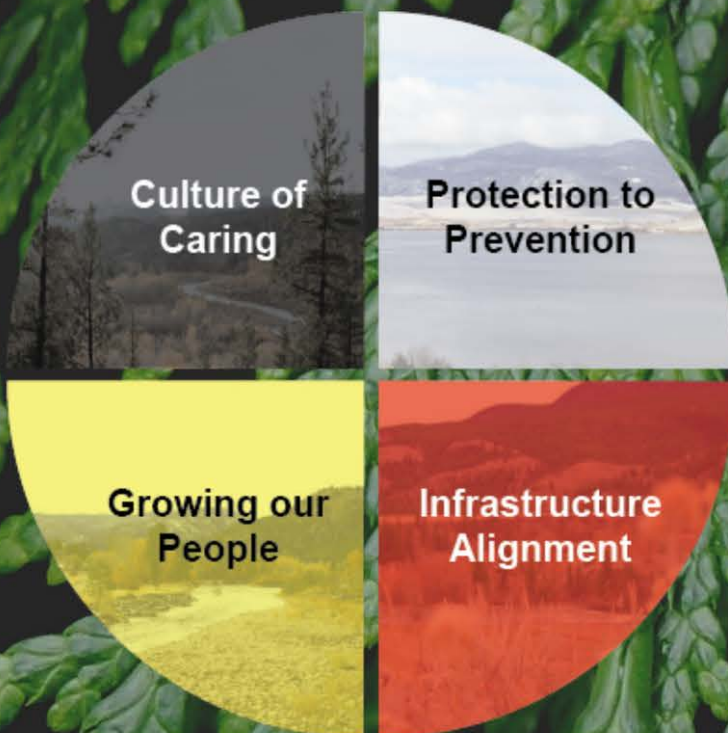 Culture of
Caring
Protection to
Prevention
Growing our
People
Infrastructure
Alignment